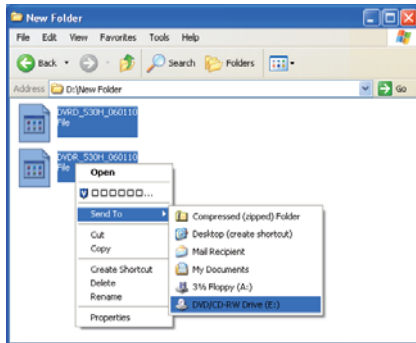 New Folder
File Edit View Favorites Tools Help
Back Search Folders
Address D:\New Folder Go
DVRD_530H_060110
File
DVDR_530H_060110
File
Open
□□□□□□...
Send To
Cut
Copy
Create Shortcut
Delete
Rename
Properties
Compressed (zipped) Folder
Desktop (create shortcut)
Mail Recipient
My Documents
3½ Floppy (A:)
DVD/CD-RW Drive (E:)